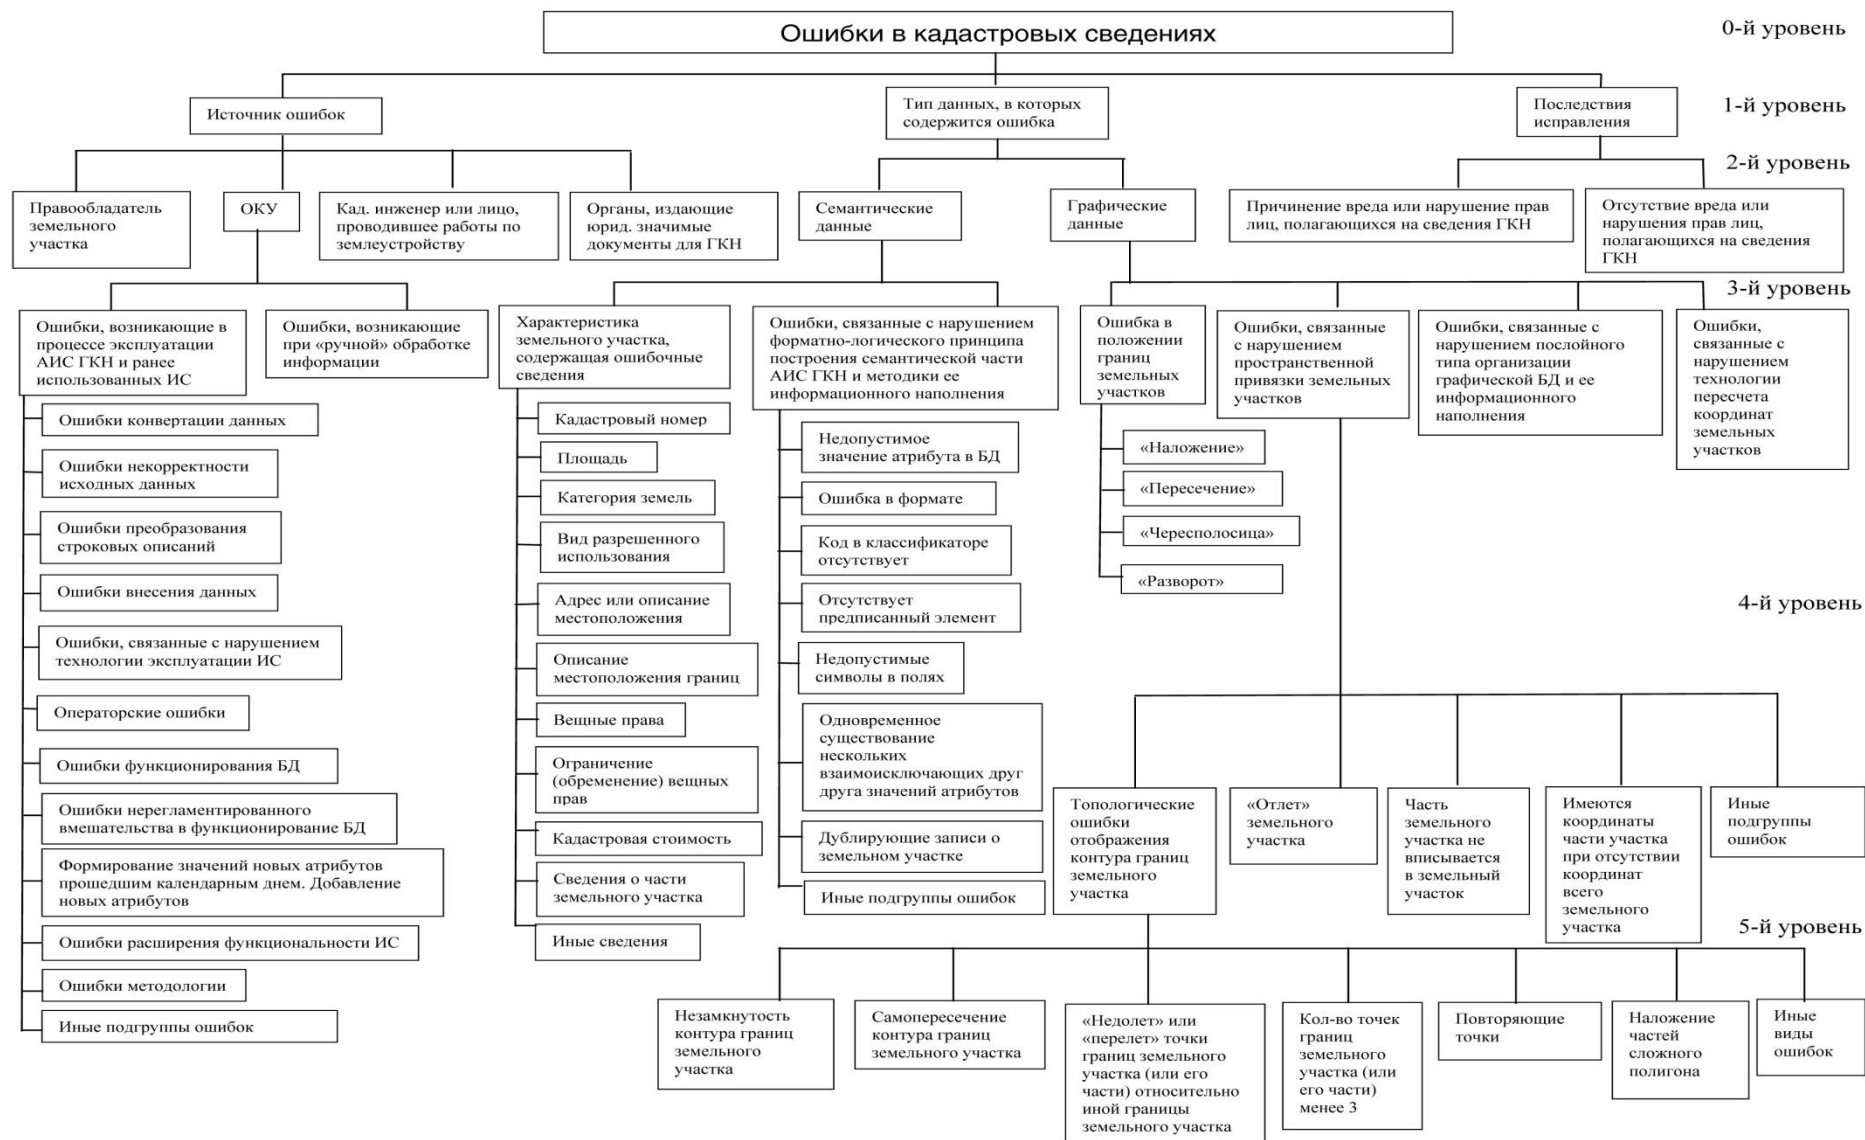 Ошибки в кадастровых сведениях
0-й уровень
Источник ошибок
Тип данных, в которых
содержится ошибка
Последствия
исправления
1-й уровень
2-й уровень
Правообладатель
земельного
участка
ОКУ
Кад. инженер или лицо,
проводившее работы по
землеустройству
Органы, издающие
юрид. значимые
документы для ГКН
Семантические
данные
Графические
данные
Причинение вреда или нарушение прав
лиц, полагающихся на сведения ГКН
Отсутствие вреда или
нарушения прав лиц,
полагающихся на сведения
ГКН
3-й уровень
Ошибки, возникающие в
процессе эксплуатации
АИС ГКН и ранее
использованных ИС
Ошибки, возникающие
при «ручной» обработке
информации
Характеристика
земельного участка,
содержащая ошибочные
сведения
Ошибки, связанные с нарушением
форматно-логического принципа
построения семантической части
АИС ГКН и методики ее
информационного наполнения
Ошибка в
положении
границ
земельных
участков
Ошибки, связанные
с нарушением
пространственной
привязки земельных
участков
Ошибки, связанные с
нарушением послойного
типа организации
графической БД и ее
информационного
наполнения
Ошибки,
связанные с
нарушением
технологии
пересчета
координат
земельных
участков
Ошибки конвертации данных
Ошибки некорректности
исходных данных
Ошибки преобразования
строковых описаний
Ошибки внесения данных
Ошибки, связанные с нарушением
технологии эксплуатации ИС
Операторские ошибки
Ошибки функционирования БД
Ошибки нерегламентированного
вмешательства в функционирование БД
Формирование значений новых атрибутов
прошедшим календарным днем. Добавление
новых атрибутов
Ошибки расширения функциональности ИС
Ошибки методологии
Иные подгруппы ошибок
Кадастровый номер
Площадь
Категория земель
Вид разрешенного
использования
Адрес или описание
местоположения
Описание
местоположения границ
Вещные права
Ограничение
(обременение) вещных
прав
Кадастровая стоимость
Сведения о части
земельного участка
Иные сведения
Недопустимое
значение атрибута в БД
Ошибка в формате
Код в классификаторе
отсутствует
Отсутствует
предписанный элемент
Недопустимые
символы в полях
Одновременное
существование
нескольких
взаимоисключающих друг
друга значений атрибутов
Дублирующие записи о
земельном участке
Иные подгруппы ошибок
«Наложение»
«Пересечение»
«Чересполосица»
«Разворот»
4-й уровень
Топологические
ошибки
отображения
контура границ
земельного
участка
«Отлет»
земельного
участка
Часть
земельного
участка не
вписывается
в земельный
участок
Имеются
координаты
части участка
при отсутствии
координат
всего
земельного
участка
Иные
подгруппы
ошибок
5-й уровень
Незамкнутость
контура границ
земельного
участка
Самопересечение
контура границ
земельного участка
«Недолет» или
«перелет» точки
границ земельного
участка (или его
части) относительно
иной границы
земельного участка
Кол-во точек
границ
земельного
участка (или
его части)
менее 3
Повторяющие
точки
Наложение
частей
сложного
полигона
Иные
виды
ошибок